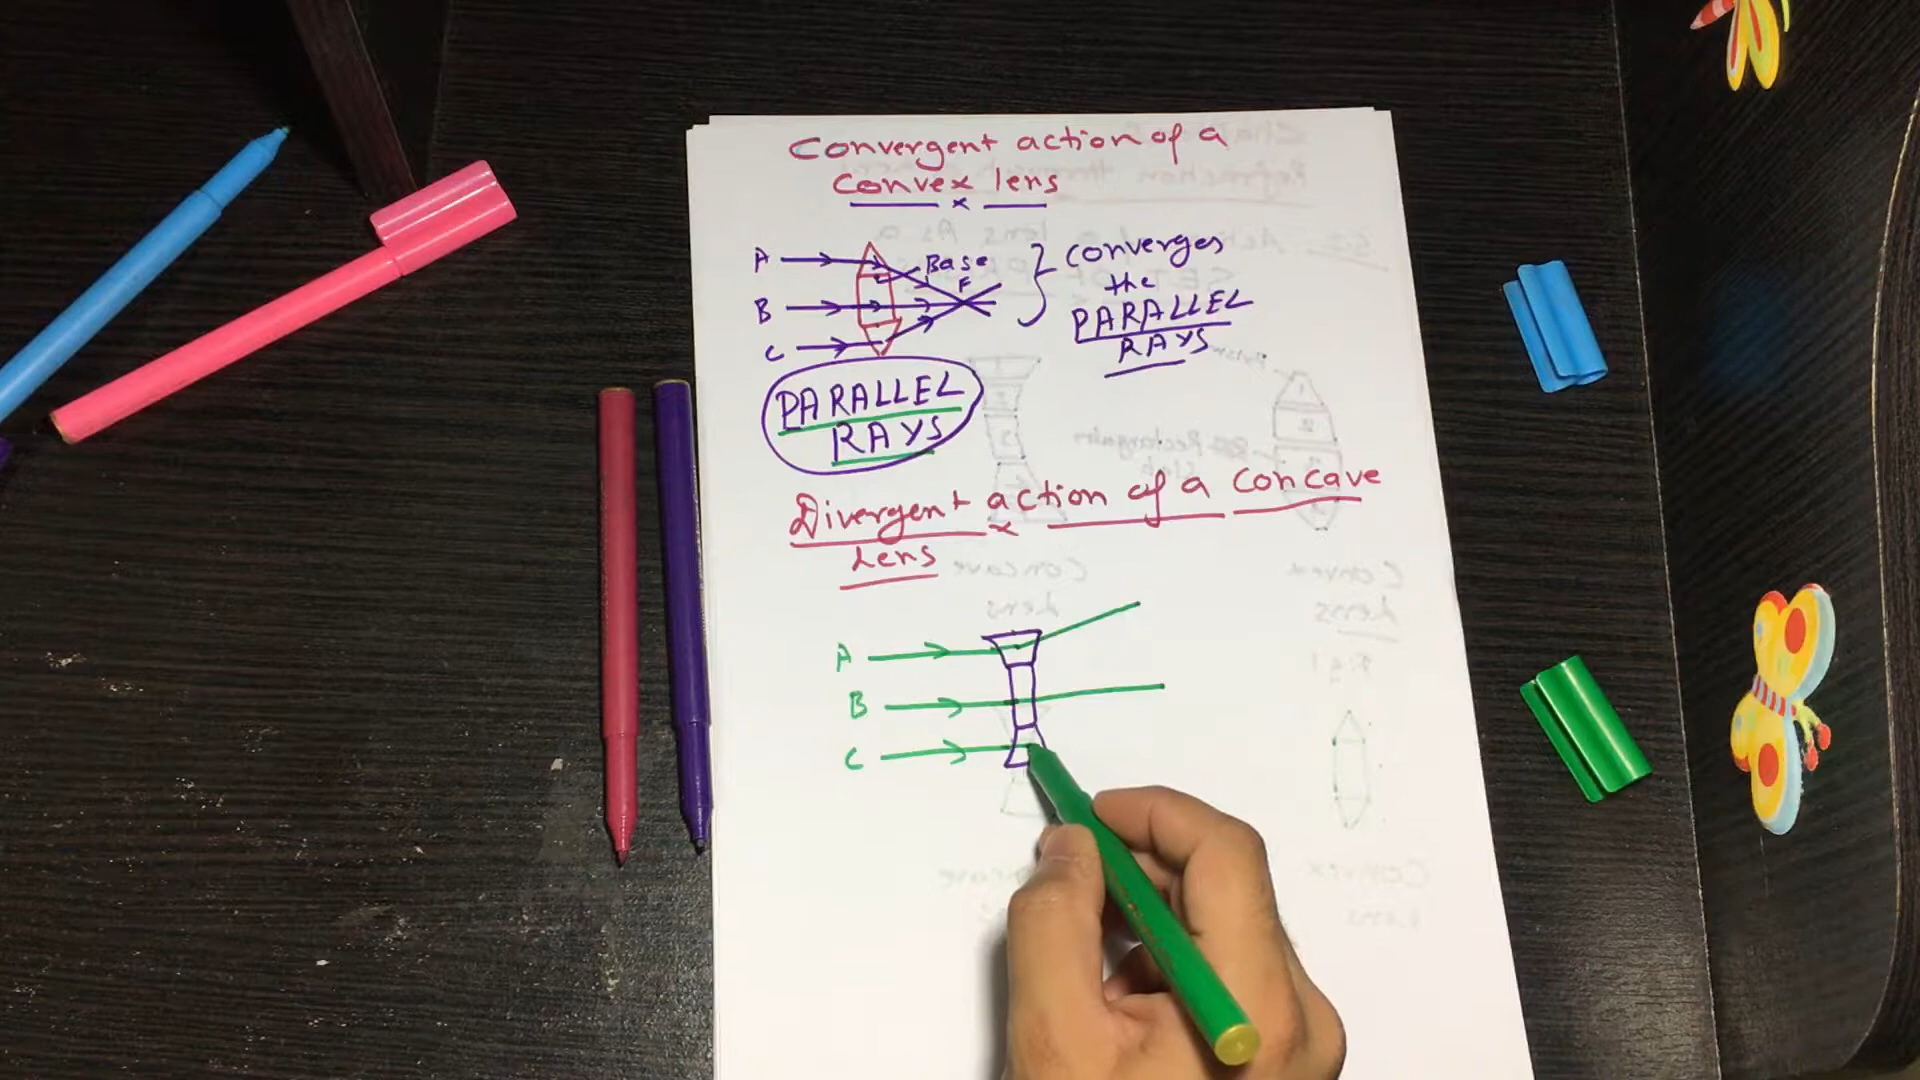 Convergent action of a
Convex lens
A
Base
F
B
C
Converges
the
PARALLEL
RAYS
PARALLEL
RAYS
Divergent action of a Concave
Lens
A
B
C